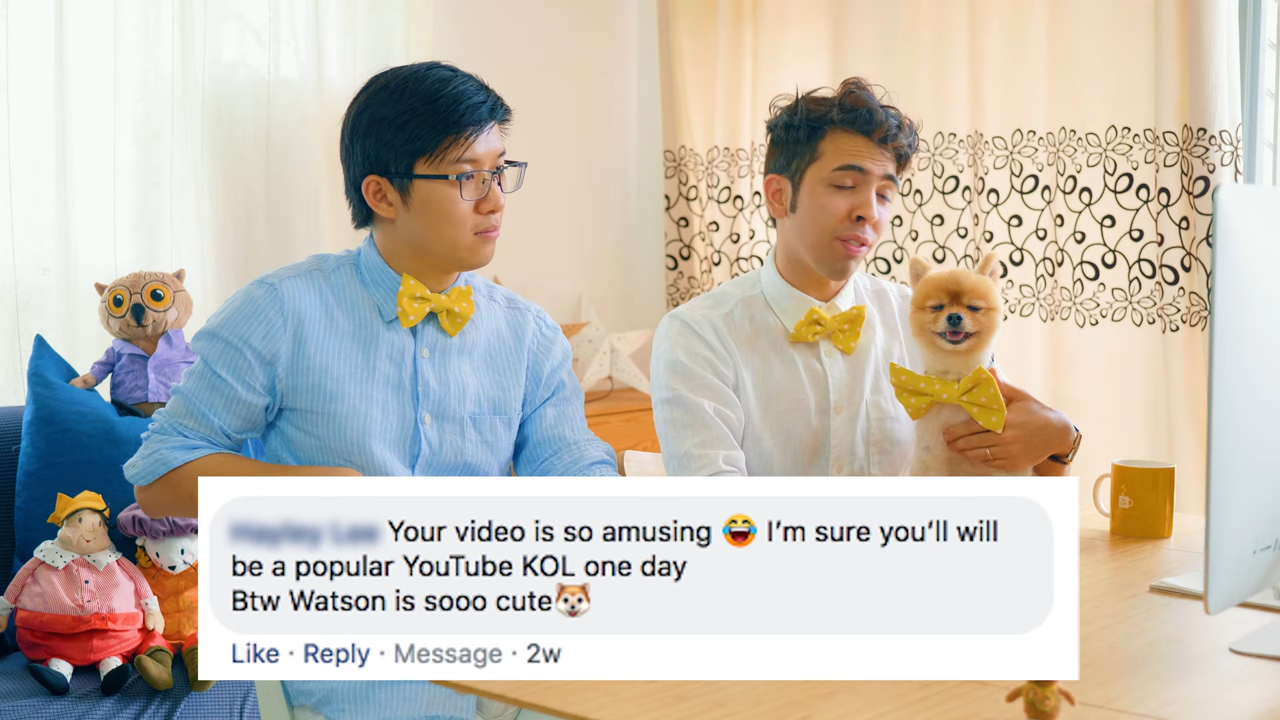 Your video is so amusing 😂 I'm sure you'll will
be a popular YouTube KOL one day
Btw Watson is sooo cute🐶
Like · Reply · Message · 2w